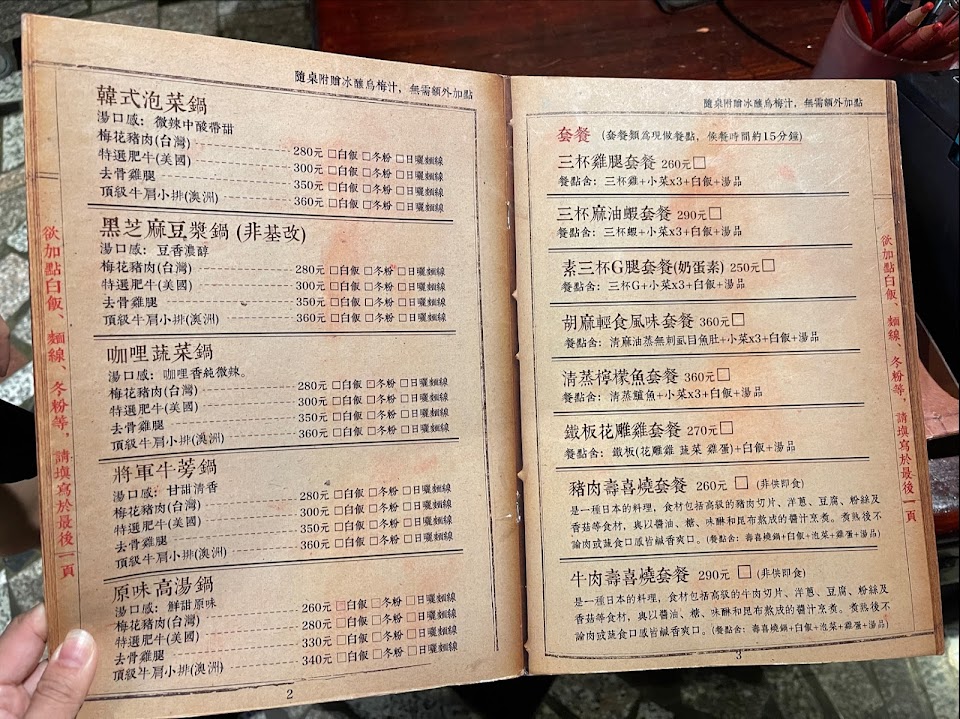 隨桌附贈冰釀烏梅汁，無需額外加點
韓式泡菜鍋
湯口感：微辣中酸帶甜
梅花豬肉(台灣) 280元 □白飯 □冬粉 □日曬麵線
特選肥牛(美國) 300元 □白飯 □冬粉 □日曬麵線
去骨雞腿 350元 □白飯 □冬粉 □日曬麵線
頂級牛肩小排(澳洲) 360元 □白飯 □冬粉 □日曬麵線
黑芝麻豆漿鍋 (非基改)
湯口感：豆香濃醇
梅花豬肉(台灣) 280元 □白飯 □冬粉 □日曬麵線
特選肥牛(美國) 300元 □白飯 □冬粉 □日曬麵線
去骨雞腿 350元 □白飯 □冬粉 □日曬麵線
頂級牛肩小排(澳洲) 360元 □白飯 □冬粉 □日曬麵線
咖哩蔬菜鍋
湯口感：咖哩香純微辣。
梅花豬肉(台灣) 280元 □白飯 □冬粉 □日曬麵線
特選肥牛(美國) 300元 □白飯 □冬粉 □日曬麵線
去骨雞腿 350元 □白飯 □冬粉 □日曬麵線
頂級牛肩小排(澳洲) 360元 □白飯 □冬粉 □日曬麵線
將軍牛蒡鍋
湯口感：甘甜清香
梅花豬肉(台灣) 280元 □白飯 □冬粉 □日曬麵線
特選肥牛(美國) 300元 □白飯 □冬粉 □日曬麵線
去骨雞腿 350元 □白飯 □冬粉 □日曬麵線
頂級牛肩小排(澳洲) 360元 □白飯 □冬粉 □日曬麵線
原味高湯鍋
湯口感：鮮甜原味
梅花豬肉(台灣) 260元 □白飯 □冬粉 □日曬麵線
特選肥牛(美國) 280元 □白飯 □冬粉 □日曬麵線
去骨雞腿 330元 □白飯 □冬粉 □日曬麵線
頂級牛肩小排(澳洲) 340元 □白飯 □冬粉 □日曬麵線
欲加點白飯、麵線、冬粉等，請填寫於最後一頁
2
隨桌附贈冰釀烏梅汁，無需額外加點
套餐 (套餐類為現做餐點，候餐時間約15分鐘)
三杯雞腿套餐 260元□
餐點含：三杯雞+小菜x3+白飯+湯品
三杯麻油蝦套餐 290元□
餐點含：三杯蝦+小菜x3+白飯+湯品
素三杯G腿套餐(奶蛋素) 250元□
餐點含：三杯G+小菜x3+白飯+湯品
胡麻輕食風味套餐 360元□
餐點含：清麻油蒸無刺虱目魚肚+小菜x3+白飯+湯品
清蒸檸檬魚套餐 360元□
餐點含：清蒸鱸魚+小菜x3+白飯+湯品
鐵板花雕雞套餐 270元□
餐點含：鐵板(花雕雞 蔬菜 雞蛋)+白飯+湯品
豬肉壽喜燒套餐 260元 □ (非供即食)
是一種日本的料理，食材包括高級的豬肉切片、洋蔥、豆腐、粉絲及
香菇等食材，與以醬油、糖、味醂和昆布熬成的醬汁烹煮。煮熟後不
論肉或蔬食口感皆鹹香爽口。(餐點含：壽喜燒鍋+白飯+泡菜+雞蛋+湯品)
牛肉壽喜燒套餐 290元 □ (非供即食)
是一種日本的料理，食材包括高級的牛肉切片、洋蔥、豆腐、粉絲及
香菇等食材，與以醬油、糖、味醂和昆布熬成的醬汁烹煮。煮熟後不
論肉或蔬食口感皆鹹香爽口。(餐點含：壽喜燒鍋+白飯+泡菜+雞蛋+湯品)
欲加點白飯、麵線、冬粉等，請填寫於最後一頁
3